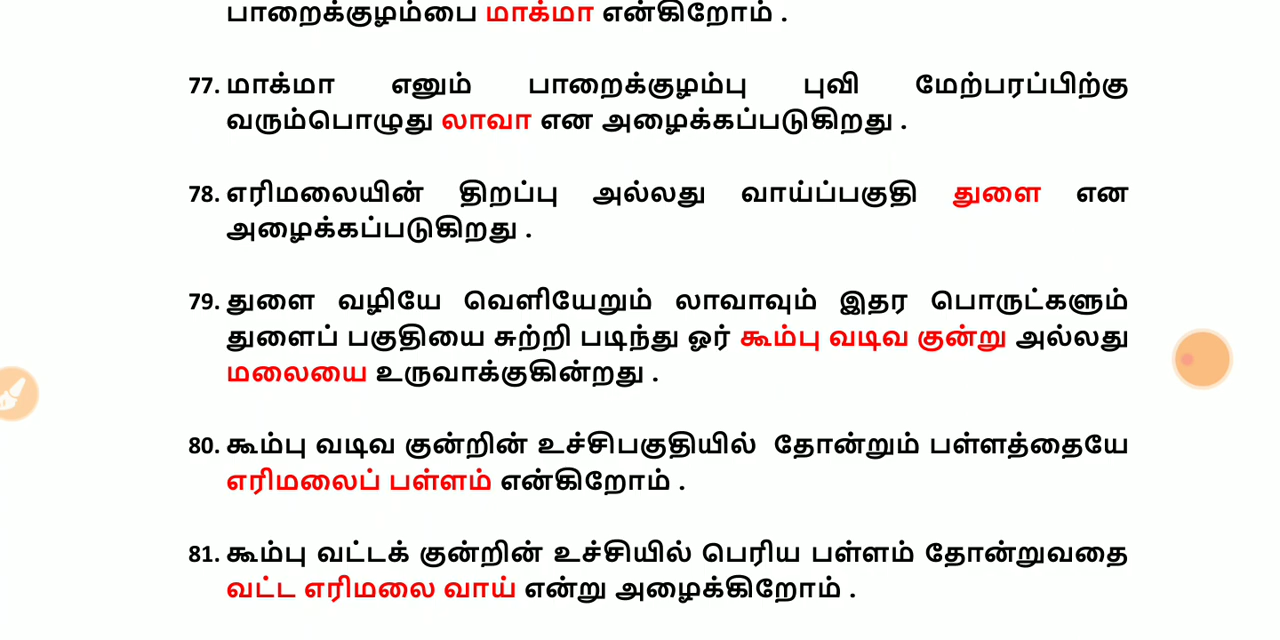 பாறைக்குழம்பை மாக்மா என்கிறோம் .
77. மாக்மா எனும் பாறைக்குழம்பு புவி மேற்பரப்பிற்கு
வரும்பொழுது லாவா என அழைக்கப்படுகிறது .
78. எரிமலையின் திறப்பு அல்லது வாய்ப்பகுதி துளை என
அழைக்கப்படுகிறது .
79. துளை வழியே வெளியேறும் லாவாவும் இதர பொருட்களும்
துளைப் பகுதியை சுற்றி படிந்து ஓர் கூம்பு வடிவ குன்று அல்லது
மலையை உருவாக்குகின்றது .
80. கூம்பு வடிவ குன்றின் உச்சிபகுதியில் தோன்றும் பள்ளத்தையே
எரிமலைப் பள்ளம் என்கிறோம் .
81. கூம்பு வட்டக் குன்றின் உச்சியில் பெரிய பள்ளம் தோன்றுவதை
வட்ட எரிமலை வாய் என்று அழைக்கிறோம் .